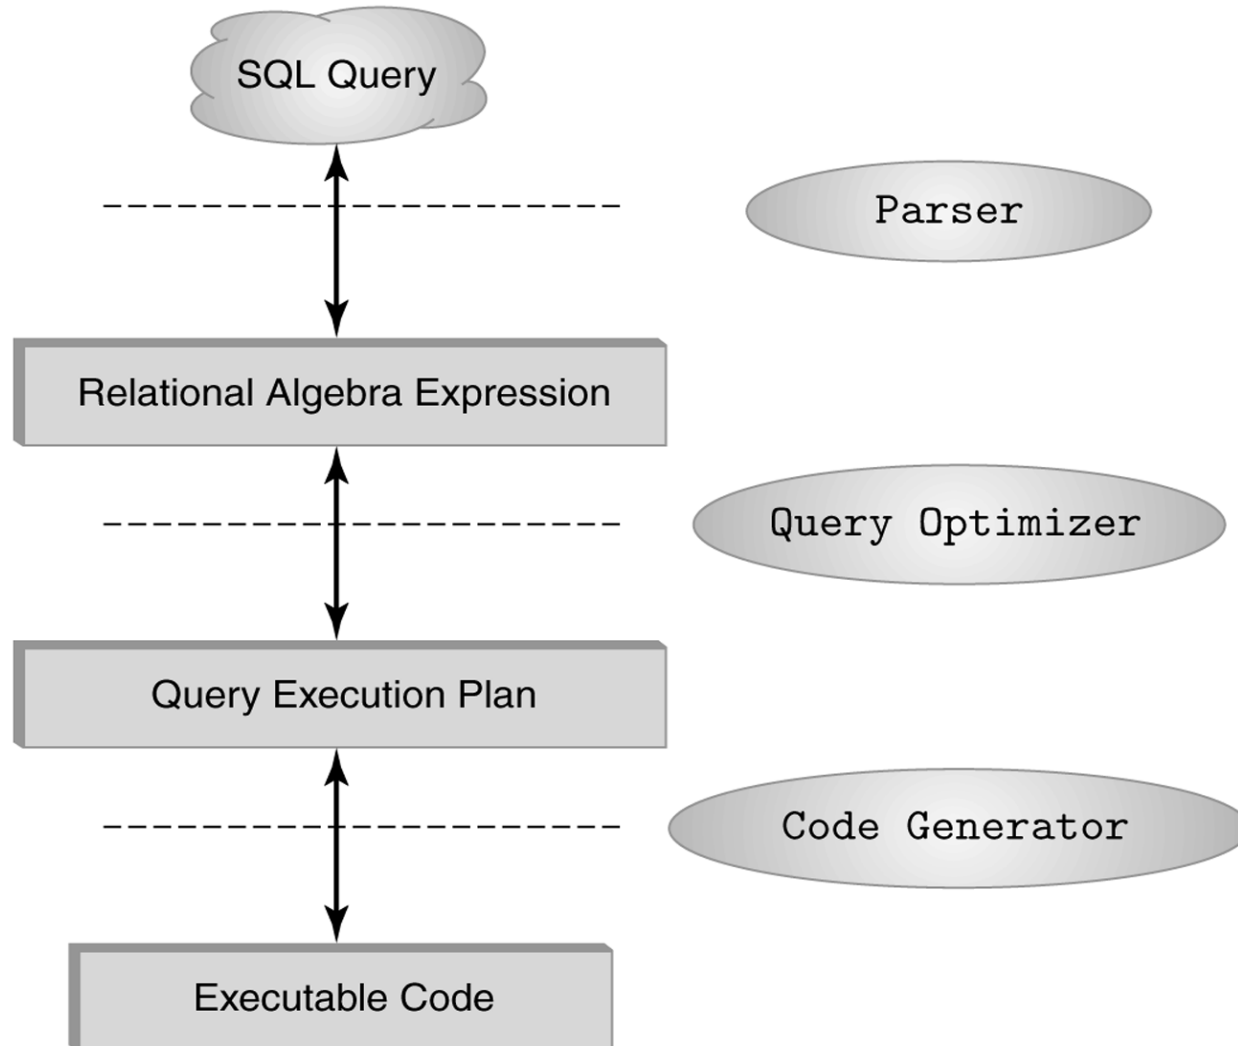 SQL Query
Parser
Relational Algebra Expression
Query Optimizer
Query Execution Plan
Code Generator
Executable Code